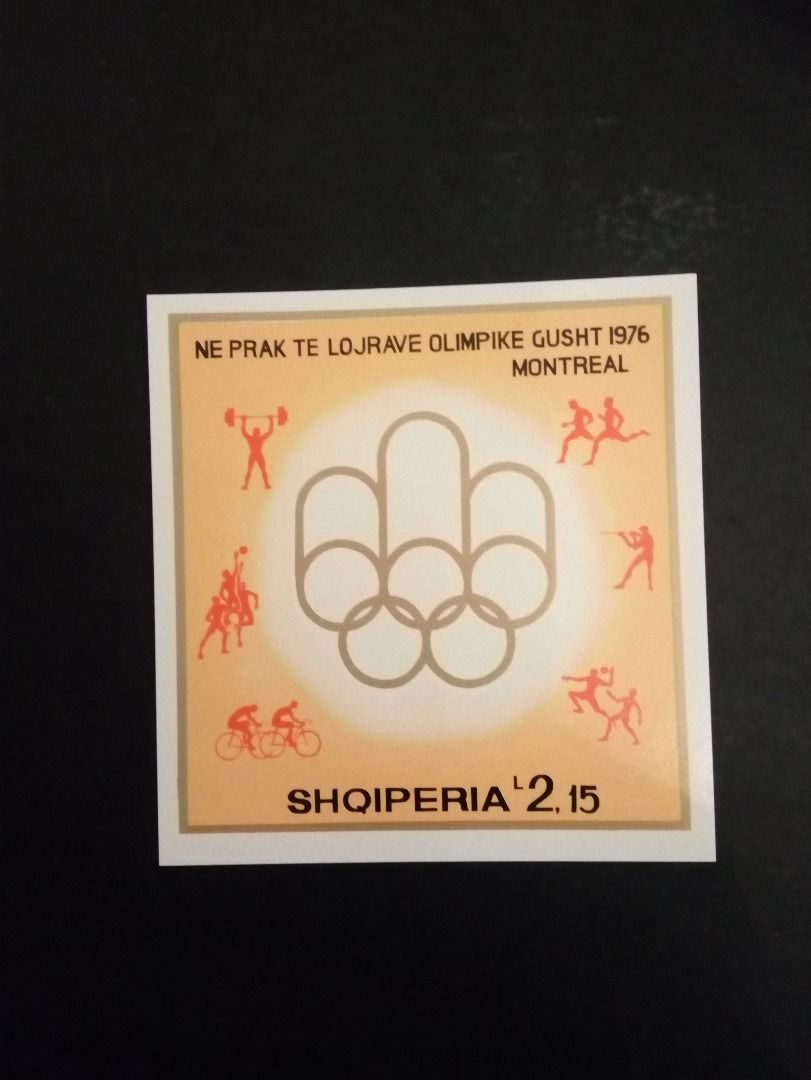 NE PRAK TE LOJRAVE OLIMPIKE GUSHT 1976
MONTREAL
SHQIPERIA L2,15